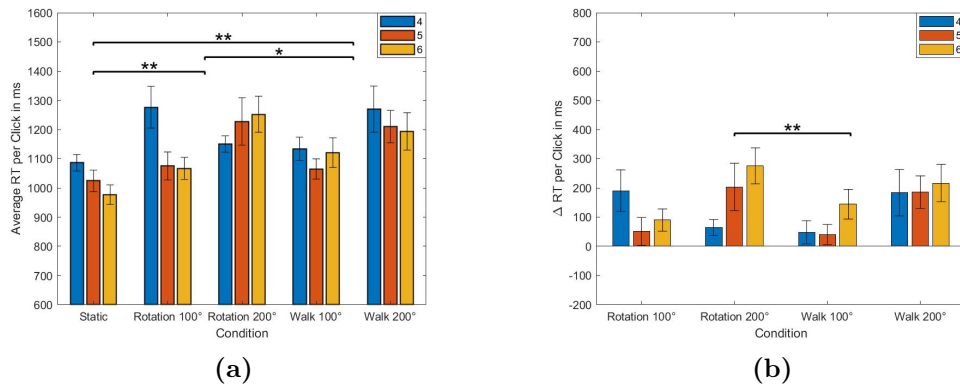 1600
1500
1400
1300
1200
1100
1000
900
800
700
600
Average RT per Click in ms
Static
Rotation 100°
Rotation 200°
Walk 100°
Walk 200°
Condition
**
*
**
4
5
6
(a)
800
700
600
500
400
300
200
100
0
-100
-200
Δ RT per Click in ms
Rotation 100°
Rotation 200°
Walk 100°
Walk 200°
Condition
**
4
5
6
(b)